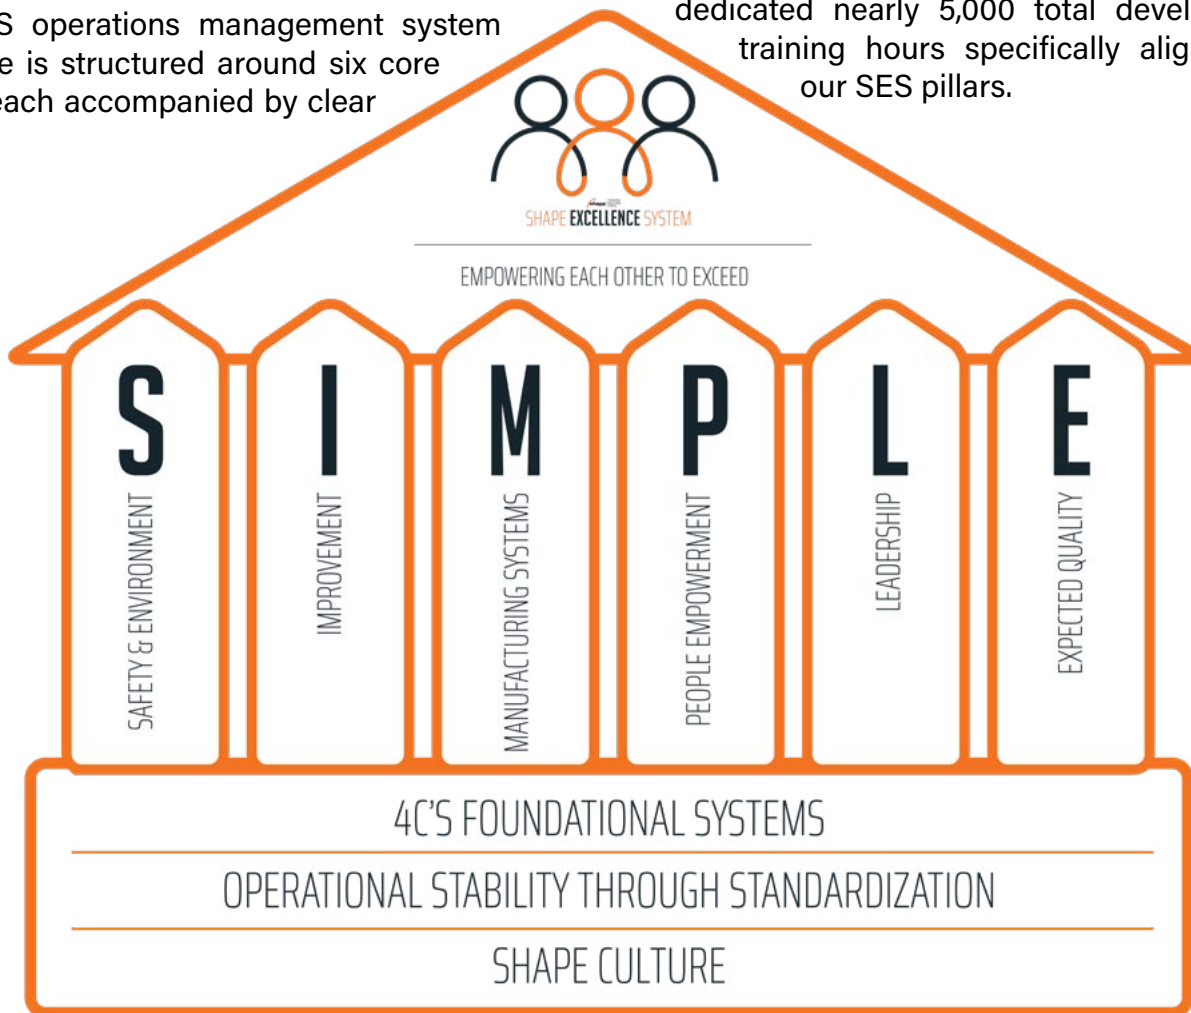 S operations management system
e is structured around six core
each accompanied by clear
dedicated nearly 5,000 total devel
training hours specifically alig
our SES pillars.
SHAPE EXCELLENCE SYSTEM
EMPOWERING EACH OTHER TO EXCEED
S
SAFETY & ENVIRONMENT
I
IMPROVEMENT
M
MANUFACTURING SYSTEMS
P
PEOPLE EMPOWERMENT
L
LEADERSHIP
E
EXPECTED QUALITY
4C'S FOUNDATIONAL SYSTEMS
OPERATIONAL STABILITY THROUGH STANDARDIZATION
SHAPE CULTURE